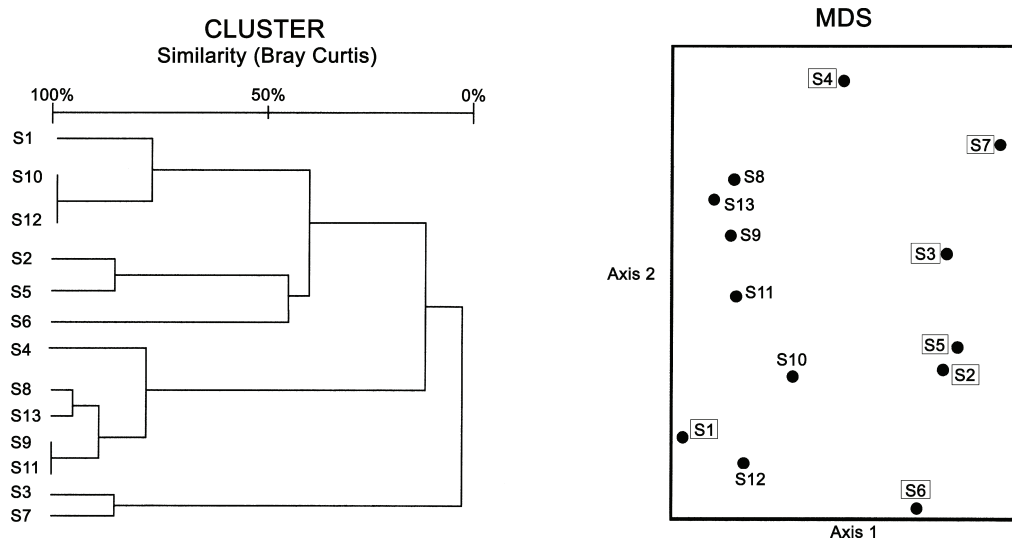 CLUSTER
Similarity (Bray Curtis)
100%
50%
0%
S1
S10
S12
S2
S5
S6
S4
S8
S13
S9
S11
S3
S7
MDS
S4
S7
S8
S13
S9
S3
Axis 2
S11
S5
S10
S2
S1
S12
S6
Axis 1